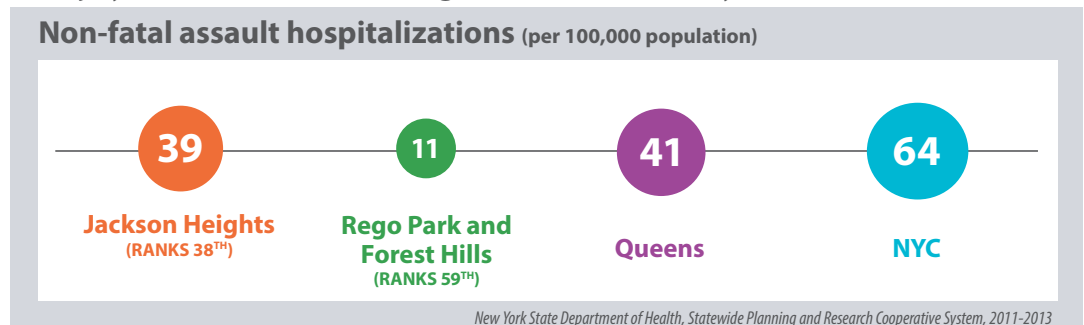 Non-fatal assault hospitalizations (per 100,000 population)
39
11
41
64
Jackson Heights
(RANKS 38TH)
Rego Park and
Forest Hills
(RANKS 59TH)
Queens
NYC
New York State Department of Health, Statewide Planning and Research Cooperative System, 2011-2013